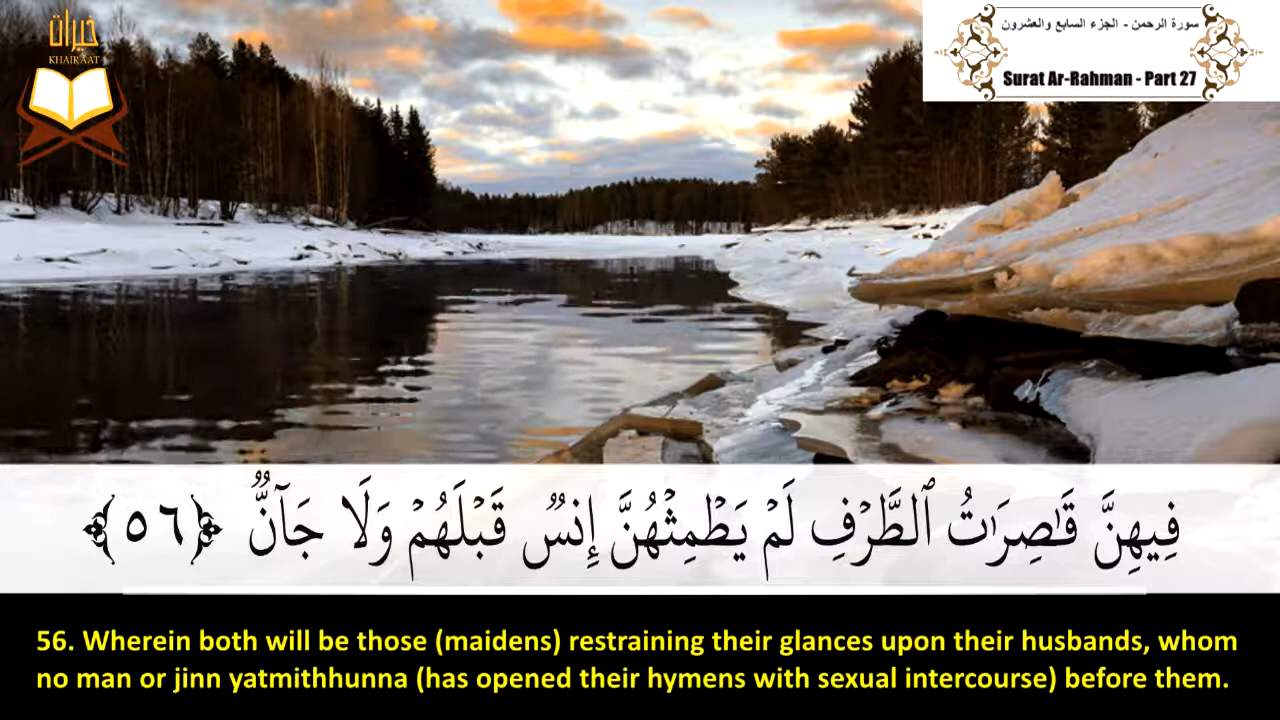 خيرات
KHAIRAAT
سورة الرحمن - الجزء السابع والعشرون
Surat Ar-Rahman - Part 27
فِيهِنَّ قَٰصِرَٰتُ ٱلطَّرْفِ لَمْ يَطْمِثْهُنَّ إِنسٌ قَبْلَهُمْ وَلَا جَآنٌّ ﴿٥٦﴾
56. Wherein both will be those (maidens) restraining their glances upon their husbands, whom
no man or jinn yatmithhunna (has opened their hymens with sexual intercourse) before them.